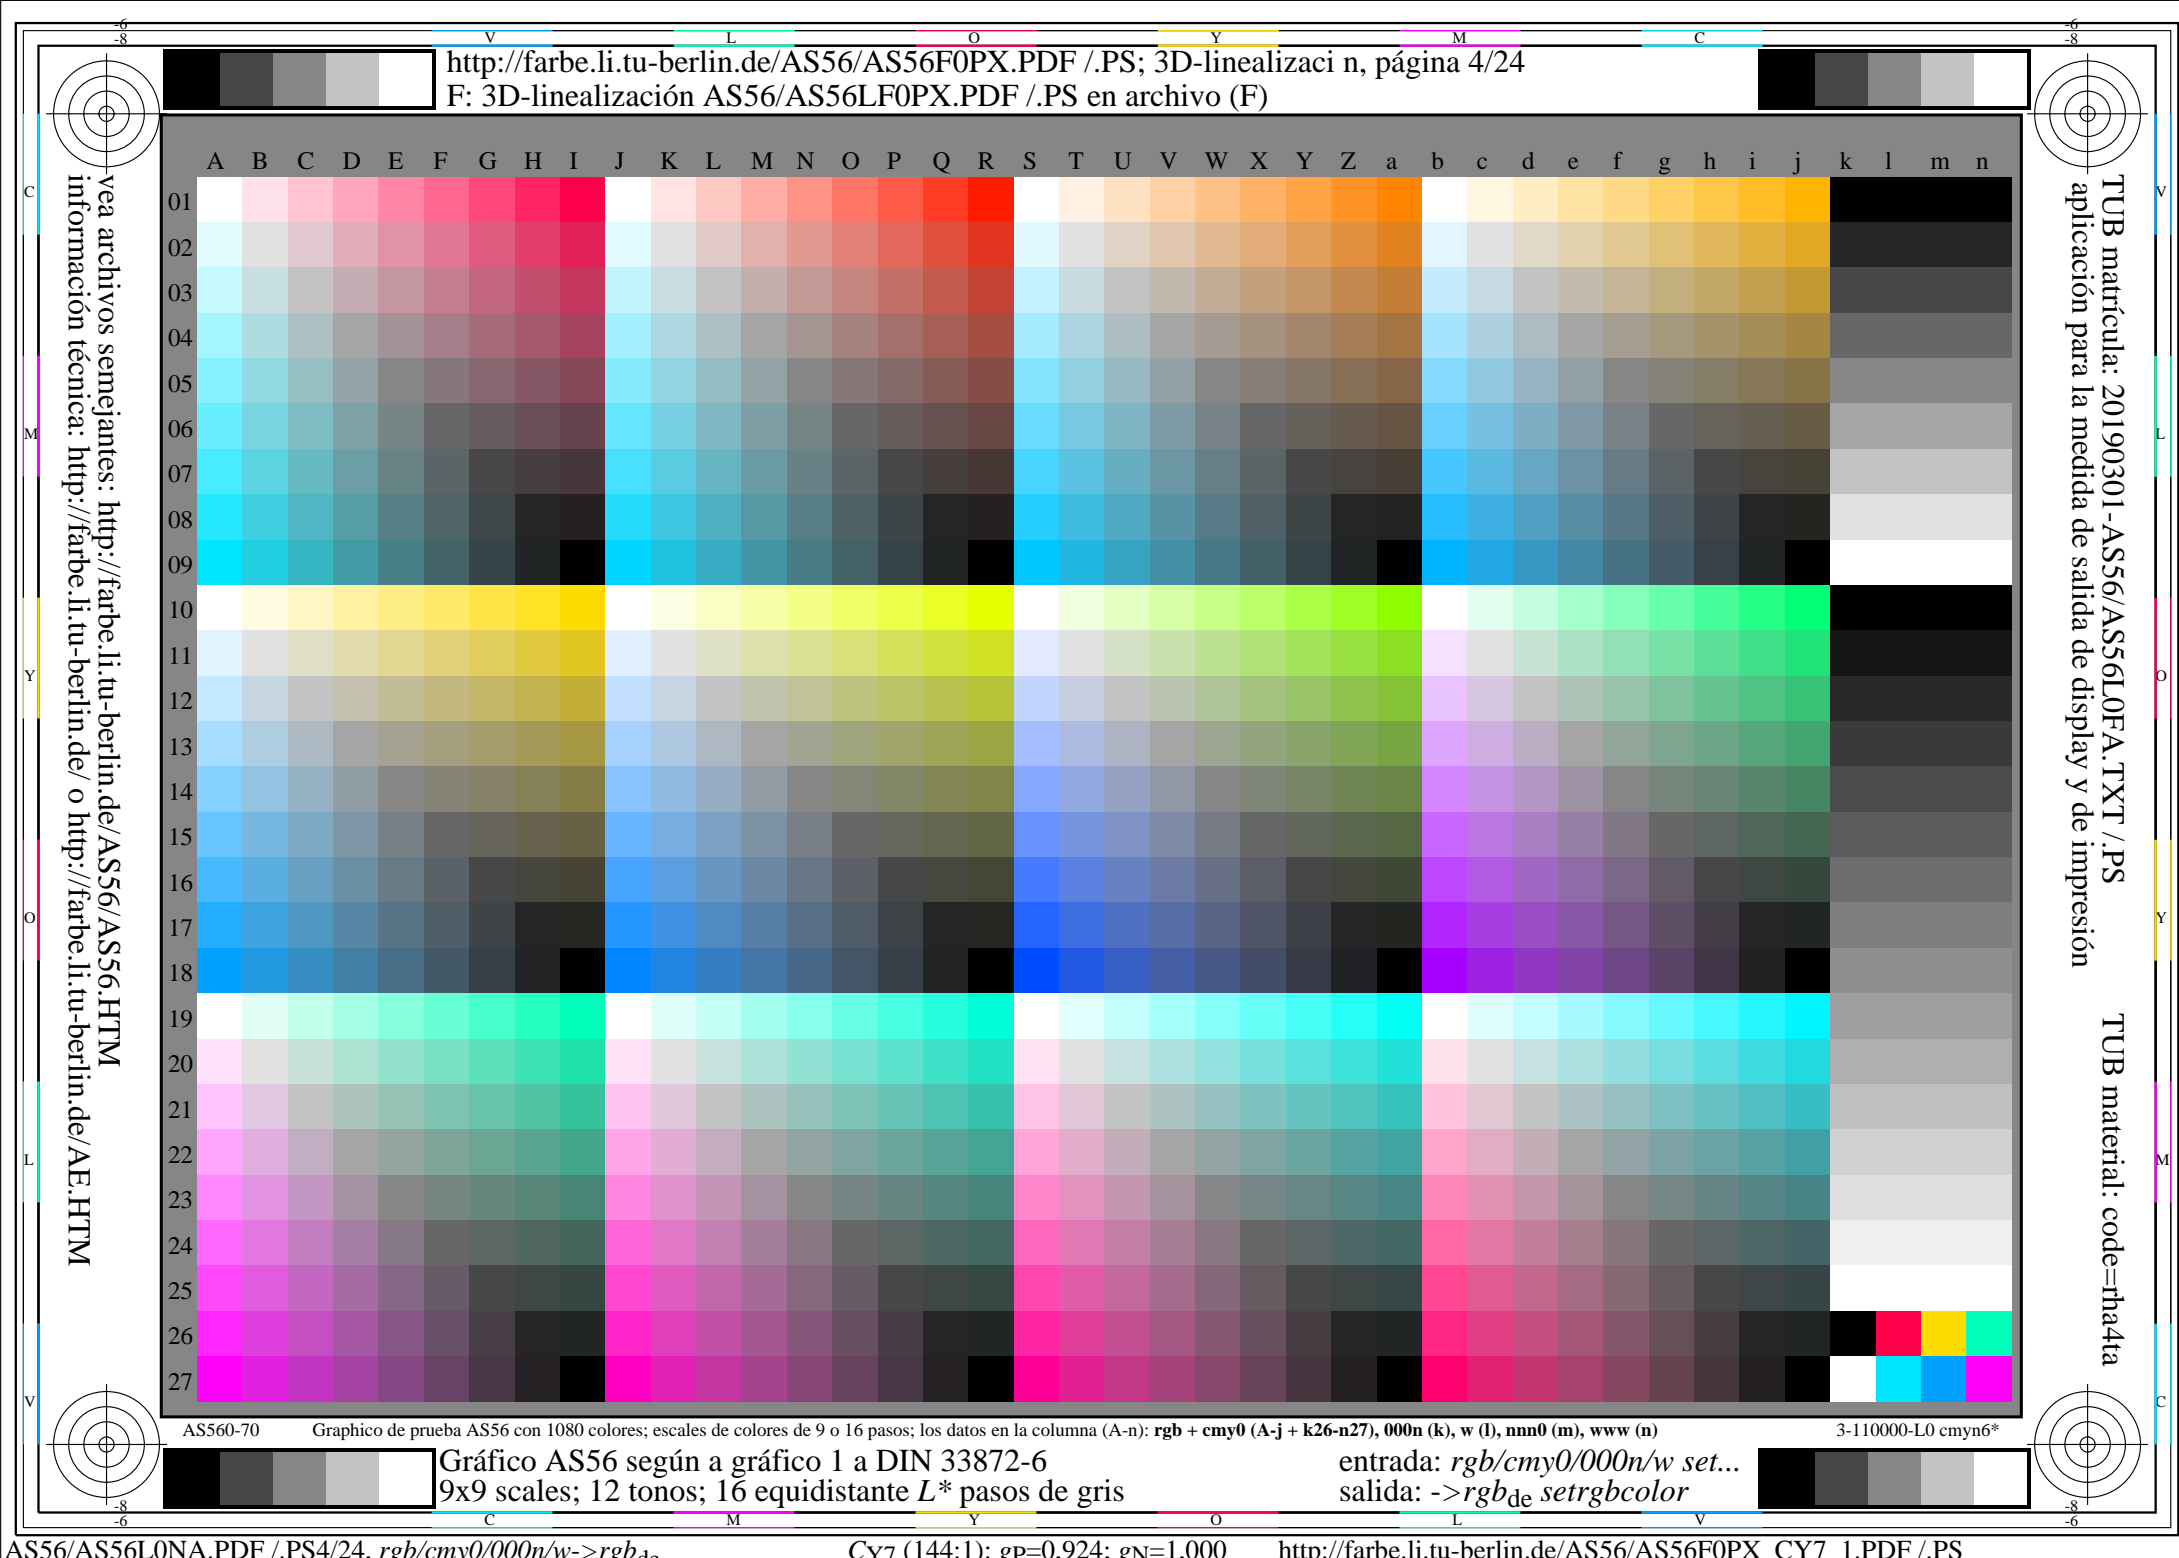 -6
-8
V L O Y M C
-6
-8
http://farbe.li.tu-berlin.de/AS56/AS56F0PX.PDF /.PS; 3D-linealizaci n, página 4/24
F: 3D-linealización AS56/AS56LF0PX.PDF /.PS en archivo (F)
A B C D E F G H I J K L M N O P Q R S T U V W X Y Z a b c d e f g h i j k l m n
01
02
03
04
05
06
07
08
09
10
11
12
13
14
15
16
17
18
19
20
21
22
23
24
25
26
27
C
M
Y
O
L
V
vea archivos semejantes: http://farbe.li.tu-berlin.de/AS56/AS56.HTM
información técnica: http://farbe.li.tu-berlin.de/ o http://farbe.li.tu-berlin.de/AE.HTM
TUB matrícula: 20190301-AS56/AS56L0FA.TXT /.PS
aplicación para la medida de salida de display y de impresión
TUB material: code=rha4ta
V
L
O
Y
M
C
AS560-70
Graphico de prueba AS56 con 1080 colores; escales de colores de 9 o 16 pasos; los datos en la columna (A-n): rgb + cmy0 (A-j + k26-n27), 000n (k), w (l), nnn0 (m), www (n)
3-110000-L0 cmyn6*
Gráfico AS56 según a gráfico 1 a DIN 33872-6
9x9 scales; 12 tonos; 16 equidistante L* pasos de gris
entrada: rgb/cmy0/000n/w set...
salida: ->rgbde setrgbcolor
-8
-6
C M Y O L V
-8
-6
AS56/AS56L0NA.PDF /.PS4/24, rgb/cmy0/000n/w->rgbde
CY7 (144:1): gP=0.924; gN=1.000
http://farbe.li.tu-berlin.de/AS56/AS56F0PX_CY7_1.PDF /.PS